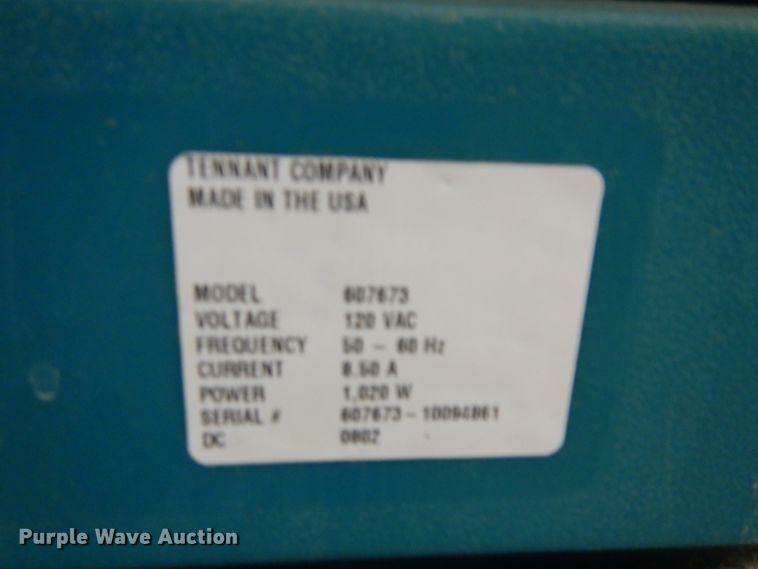 TENNANT COMPANY
MADE IN THE USA
MODEL 607673
VOLTAGE 120 VAC
FREQUENCY 50 - 60 Hz
CURRENT 8.50 A
POWER 1,020 W
SERIAL # 607673-10094861
DC 0802
Purple Wave Auction